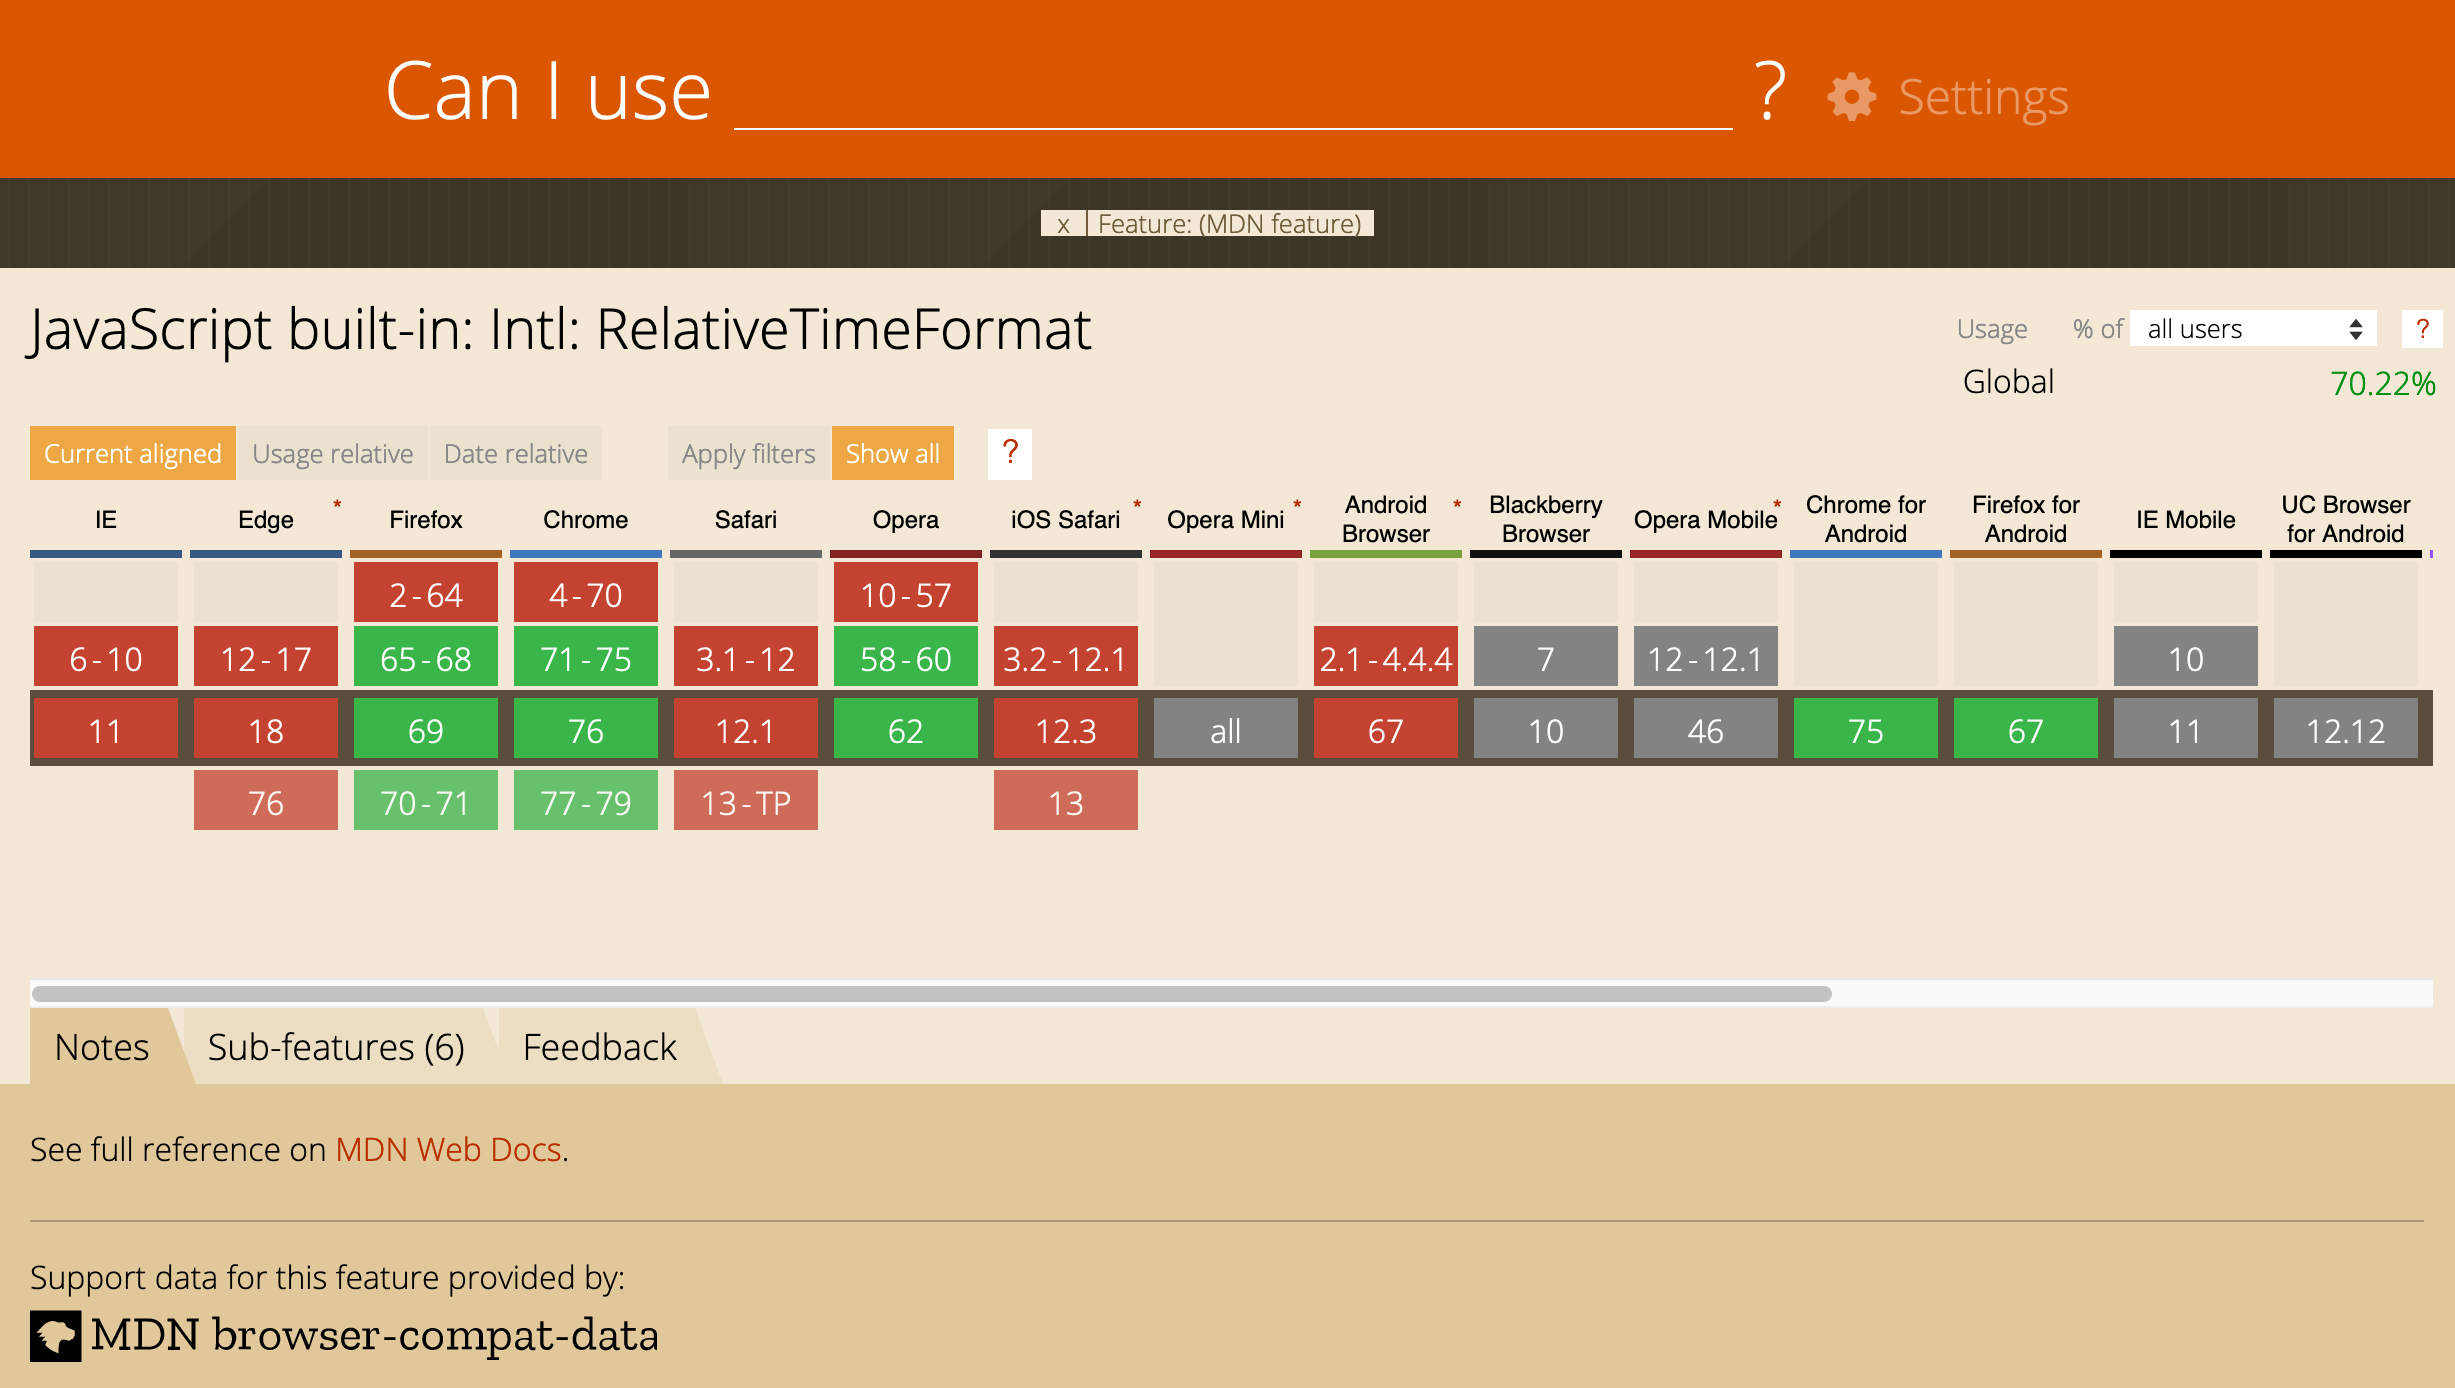 Can I use ? Settings
x Feature: (MDN feature)
JavaScript built-in: Intl: RelativeTimeFormat
Usage % of all users ?
Global 70.22%
Current aligned Usage relative Date relative Apply filters Show all ?
IE Edge * Firefox Chrome Safari Opera iOS Safari * Opera Mini * Android Browser * Blackberry Browser Opera Mobile * Chrome for Android Firefox for Android IE Mobile UC Browser for Android
2-64 4-70 10-57
6-10 12-17 65-68 71-75 3.1-12 58-60 3.2-12.1 2.1-4.4.4 7 12-12.1 10
11 18 69 76 12.1 62 12.3 all 67 10 46 75 67 11 12.12
76 70-71 77-79 13-TP 13
Notes Sub-features (6) Feedback
See full reference on MDN Web Docs.
Support data for this feature provided by:
MDN browser-compat-data